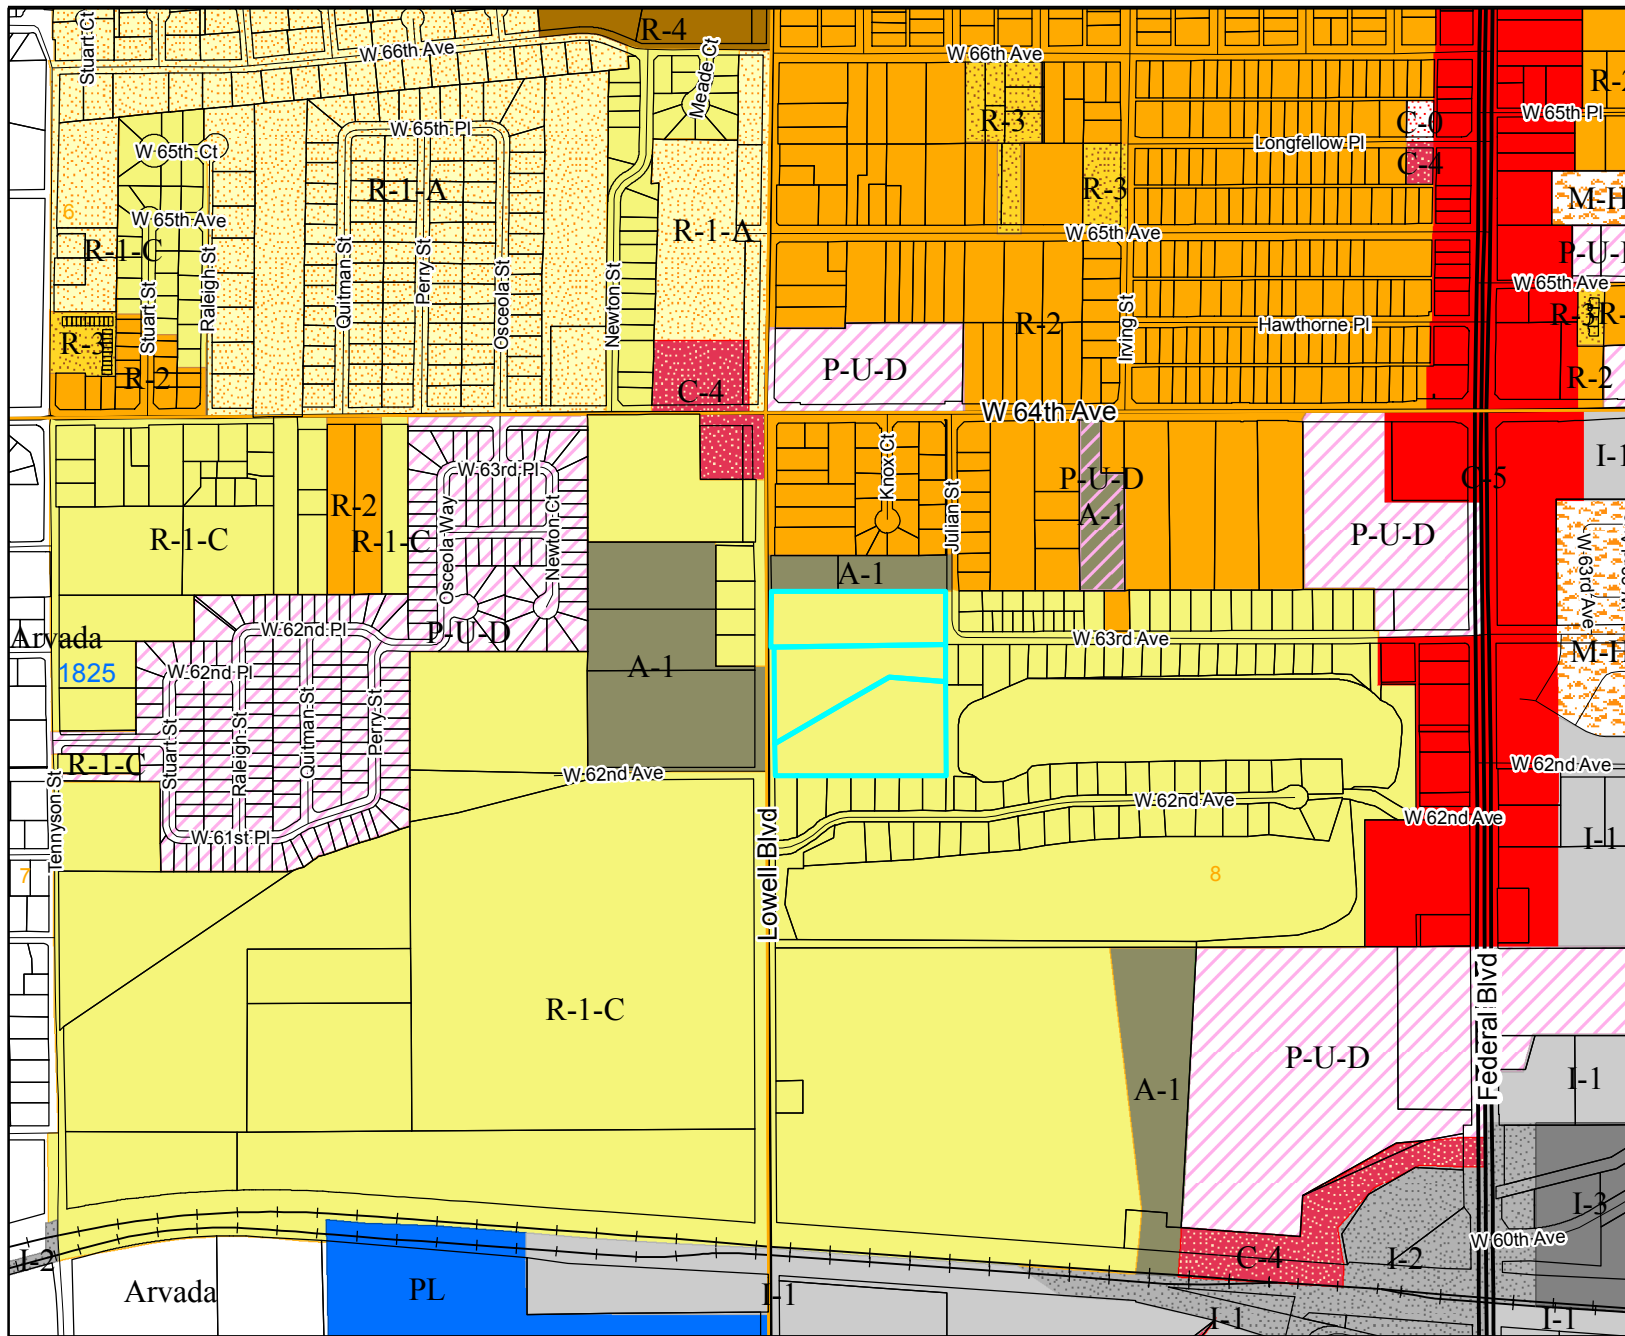 Stuart Ct
W 66th Ave
R-4
Meade Ct
W 66th Ave
W 65th Pl
R-3
C-0
W 65th Pl
Longfellow Pl
C-4
W 65th Ct
R-1-A
R-3
M-H
6
W 65th Ave
R-1-A
W 65th Ave
R-1-C
Raleigh St
Quitman St
Perry St
Osceola St
Newton St
W 65th Ave
Stuart St
R-2
Irving St
Hawthorne Pl
R-3
R-3
R-2
P-U-D
C-4
R-2
W 64th Ave
Knox Ct
W 63rd Pl
P-U-D
C-5
I-1
R-2
Osceola Way
Newton Ct
Julian St
A-1
P-U-D
R-1-C
R-1-C
W 63rd Ave
A-1
Arvada
W 62nd Pl
P-U-D
W 63rd Ave
1825
W 62nd Pl
A-1
M-H
Stuart St
Raleigh St
Quitman St
Perry St
R-1-C
W 62nd Ave
W 62nd Ave
W 62nd Ave
W 62nd Ave
Tennyson St
W 61st Pl
I-1
Lowell Blvd
7
8
Federal Blvd
R-1-C
P-U-D
A-1
I-1
I-3
W 60th Ave
I-2
C-4
I-2
Arvada
PL
I-1
I-1
I-1